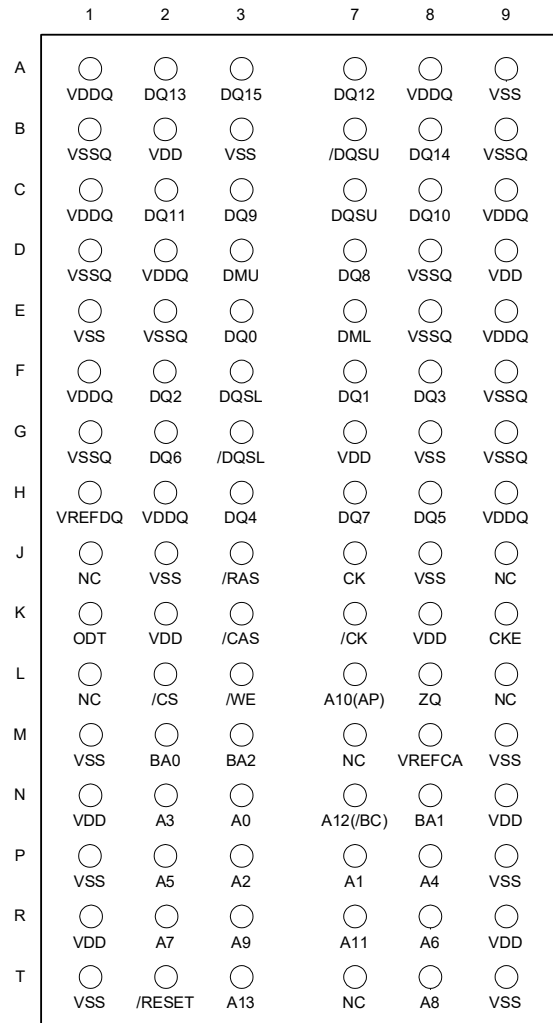 1 2 3 7 8 9
A
VDDQ DQ13 DQ15 DQ12 VDDQ VSS
B
VSSQ VDD VSS /DQSU DQ14 VSSQ
C
VDDQ DQ11 DQ9 DQSU DQ10 VDDQ
D
VSSQ VDDQ DMU DQ8 VSSQ VDD
E
VSS VSSQ DQ0 DML VSSQ VDDQ
F
VDDQ DQ2 DQSL DQ1 DQ3 VSSQ
G
VSSQ DQ6 /DQSL VDD VSS VSSQ
H
VREFDQ VDDQ DQ4 DQ7 DQ5 VDDQ
J
NC VSS /RAS CK VSS NC
K
ODT VDD /CAS /CK VDD CKE
L
NC /CS /WE A10(AP) ZQ NC
M
VSS BA0 BA2 NC VREFCA VSS
N
VDD A3 A0 A12(/BC) BA1 VDD
P
VSS A5 A2 A1 A4 VSS
R
VDD A7 A9 A11 A6 VDD
T
VSS /RESET A13 NC A8 VSS